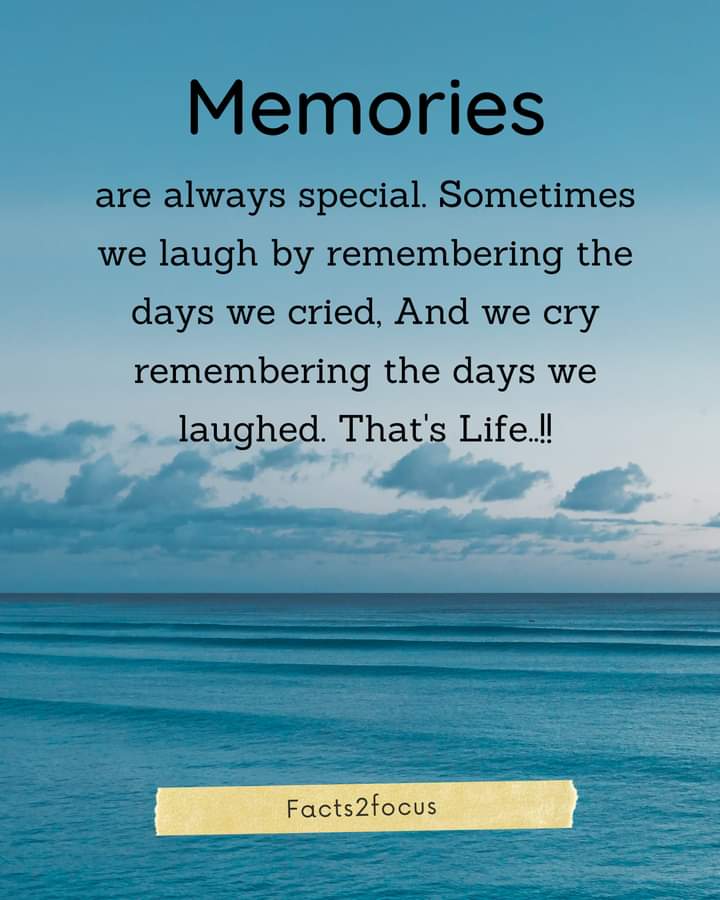 Memories
are always special. Sometimes
we laugh by remembering the
days we cried, And we cry
remembering the days we
laughed. That's Life..!!
Facts2focus